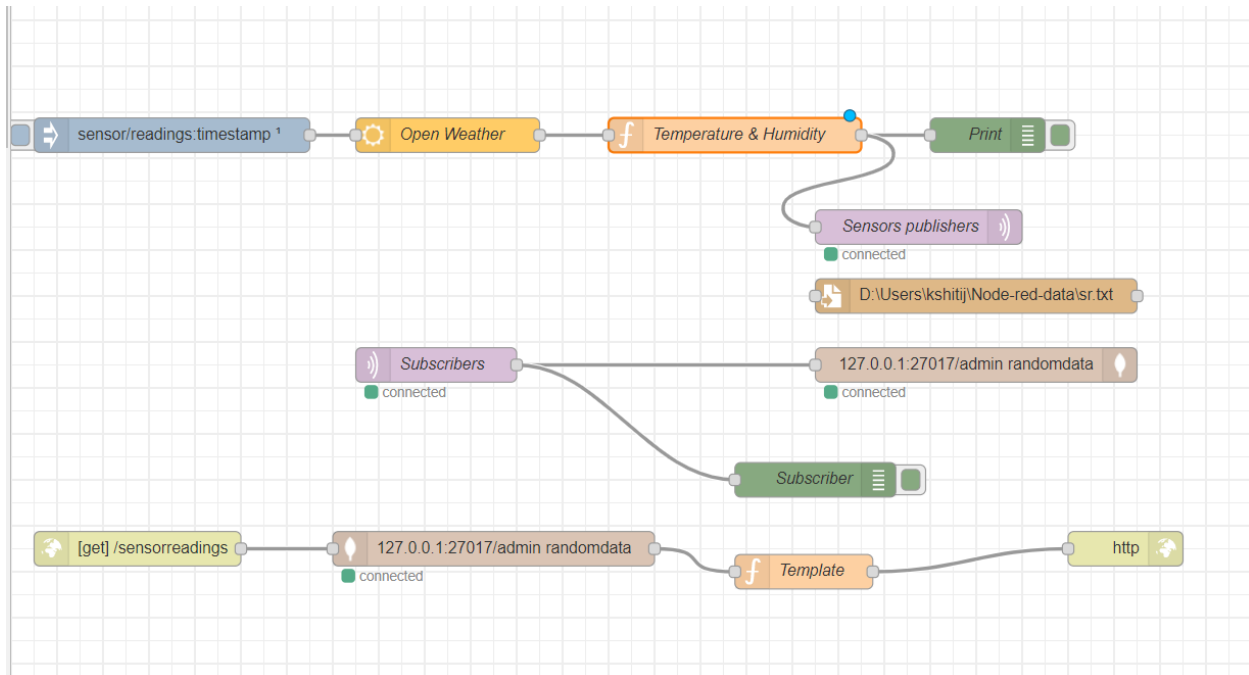 sensor/readings:timestamp ¹
Open Weather
Temperature & Humidity
Print
Sensors publishers
connected
D:\Users\kshitij\Node-red-data\sr.txt
Subscribers
connected
127.0.0.1:27017/admin randomdata
connected
Subscriber
[get] /sensorreadings
127.0.0.1:27017/admin randomdata
connected
Template
http